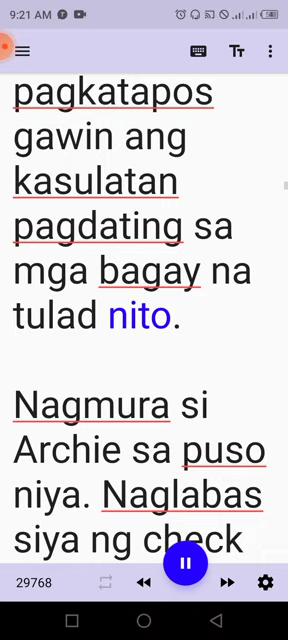 9:21 AM
Tт
pagkatapos
gawin ang
kasulatan
pagdating sa
mga bagay na
tulad nito.
Nagmura si
Archie sa puso
niya. Naglabas
siya ng check
29768